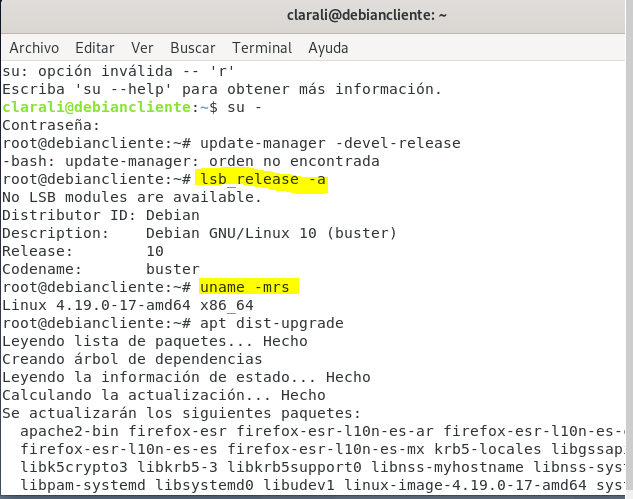 clarali@debiancliente: ~
Archivo Editar Ver Buscar Terminal Ayuda
su: opción inválida -- 'r'
Escriba 'su --help' para obtener más información.
clarali@debiancliente:~$ su -
Contraseña:
root@debiancliente:~# update-manager -devel-release
-bash: update-manager: orden no encontrada
root@debiancliente:~# lsb_release -a
No LSB modules are available.
Distributor ID: Debian
Description: Debian GNU/Linux 10 (buster)
Release: 10
Codename: buster
root@debiancliente:~# uname -mrs
Linux 4.19.0-17-amd64 x86_64
root@debiancliente:~# apt dist-upgrade
Leyendo lista de paquetes... Hecho
Creando árbol de dependencias
Leyendo la información de estado... Hecho
Calculando la actualización... Hecho
Se actualizarán los siguientes paquetes:
apache2-bin firefox-esr firefox-esr-l10n-es-ar firefox-esr-l10n-es-
firefox-esr-l10n-es-es firefox-esr-l10n-es-mx krb5-locales libgssap
libk5crypto3 libkrb5-3 libkrb5support0 libnss-myhostname libnss-syst
libpam-systemd libsystemd0 libudev1 linux-image-4.19.0-17-amd64 syst